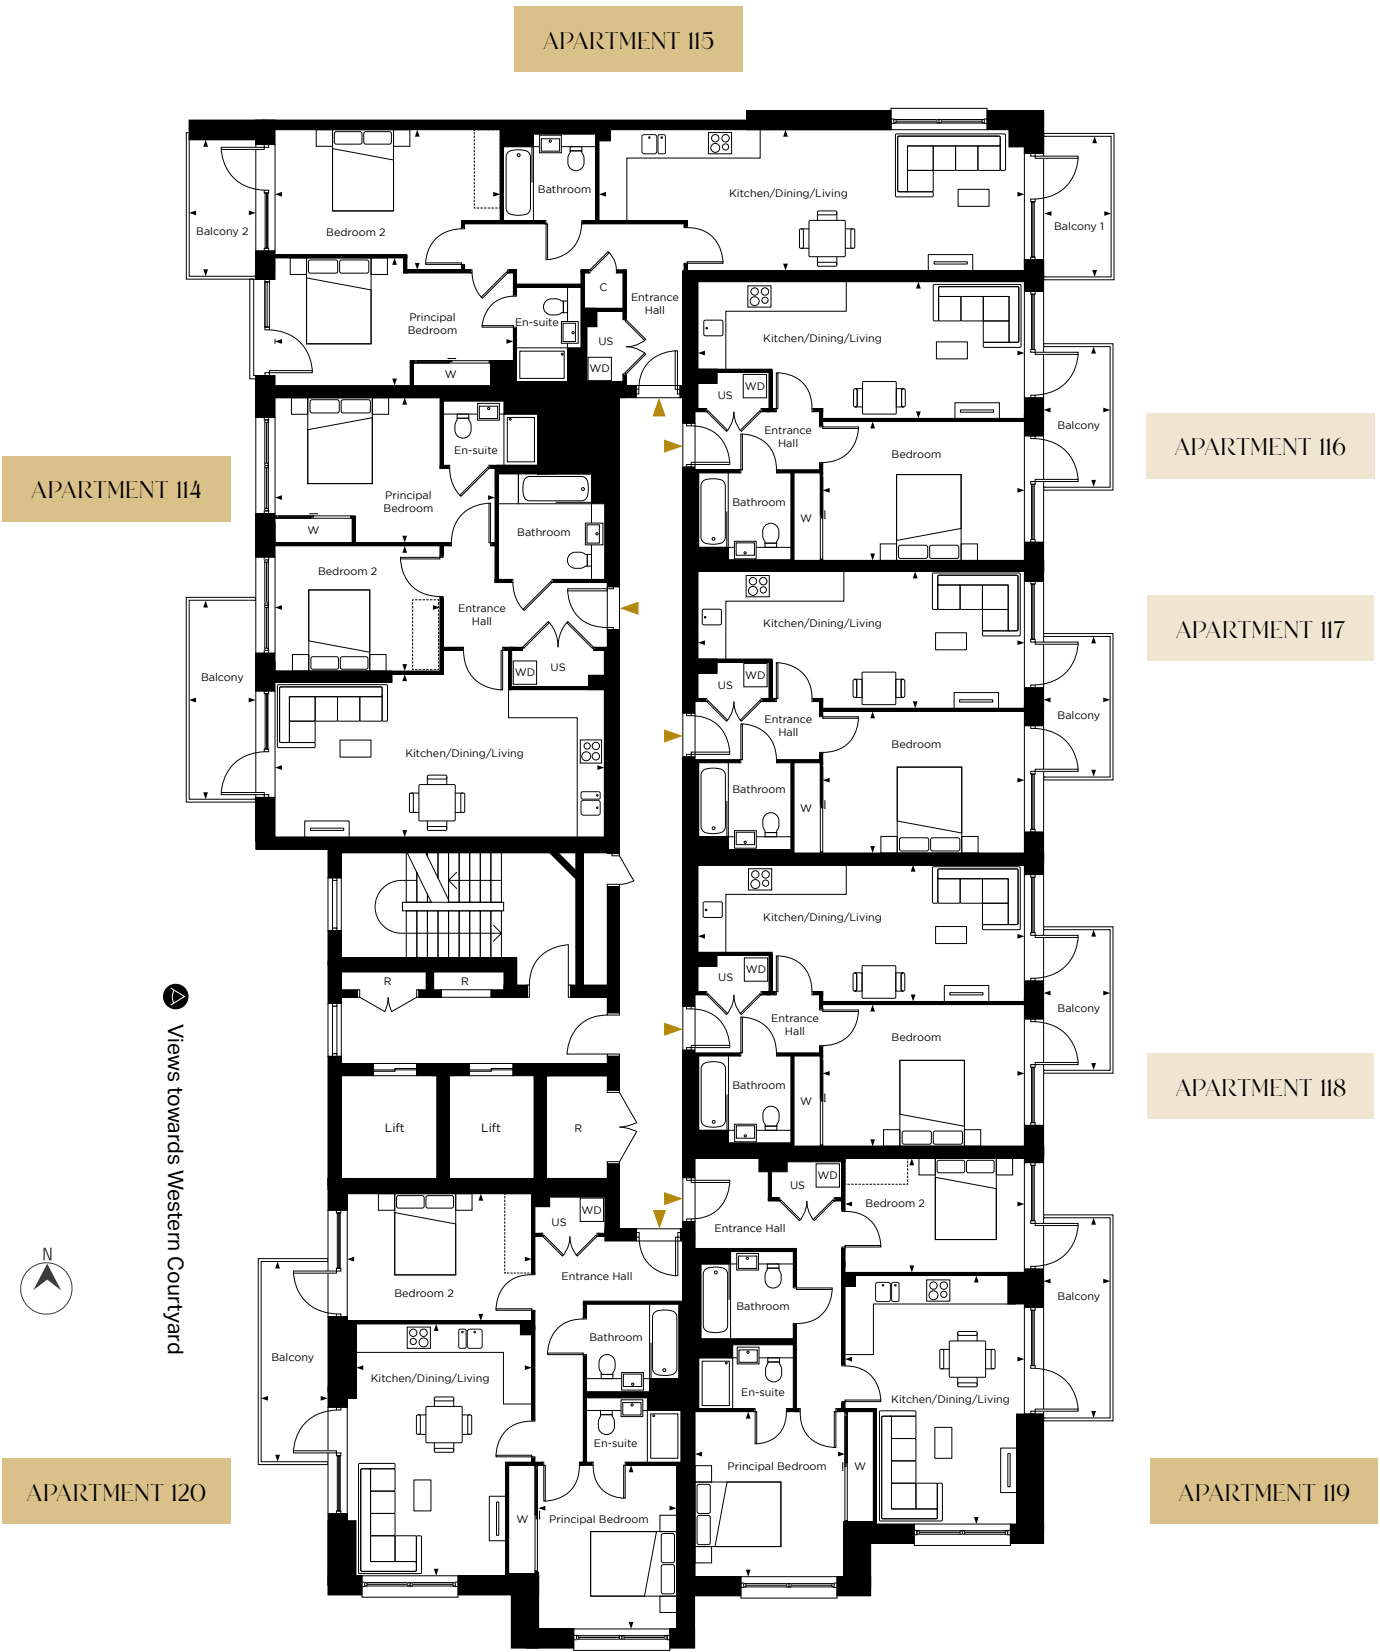 APARTMENT 115
Bathroom
Kitchen/Dining/Living
Balcony 2
Bedroom 2
Balcony 1
Principal
Bedroom
En-suite
C
Entrance
Hall
US
WD
W
Kitchen/Dining/Living
US
WD
Entrance
Hall
Balcony
Bedroom
Bathroom
W
APARTMENT 116
APARTMENT 114
En-suite
Principal
Bedroom
W
Bathroom
Bedroom 2
Entrance
Hall
WD
US
Balcony
Kitchen/Dining/Living
APARTMENT 117
Kitchen/Dining/Living
US
WD
Entrance
Hall
Balcony
Bedroom
Bathroom
W
Kitchen/Dining/Living
US
WD
Entrance
Hall
Balcony
Bedroom
Bathroom
W
APARTMENT 118
R
R
Lift
Lift
R
Views towards Western Courtyard
N
US
WD
Entrance Hall
Bedroom 2
Bathroom
Balcony
Kitchen/Dining/Living
En-suite
W
Principal Bedroom
APARTMENT 120
US
WD
Entrance Hall
Bedroom 2
Bathroom
Balcony
En-suite
Kitchen/Dining/Living
Principal Bedroom
W
APARTMENT 119